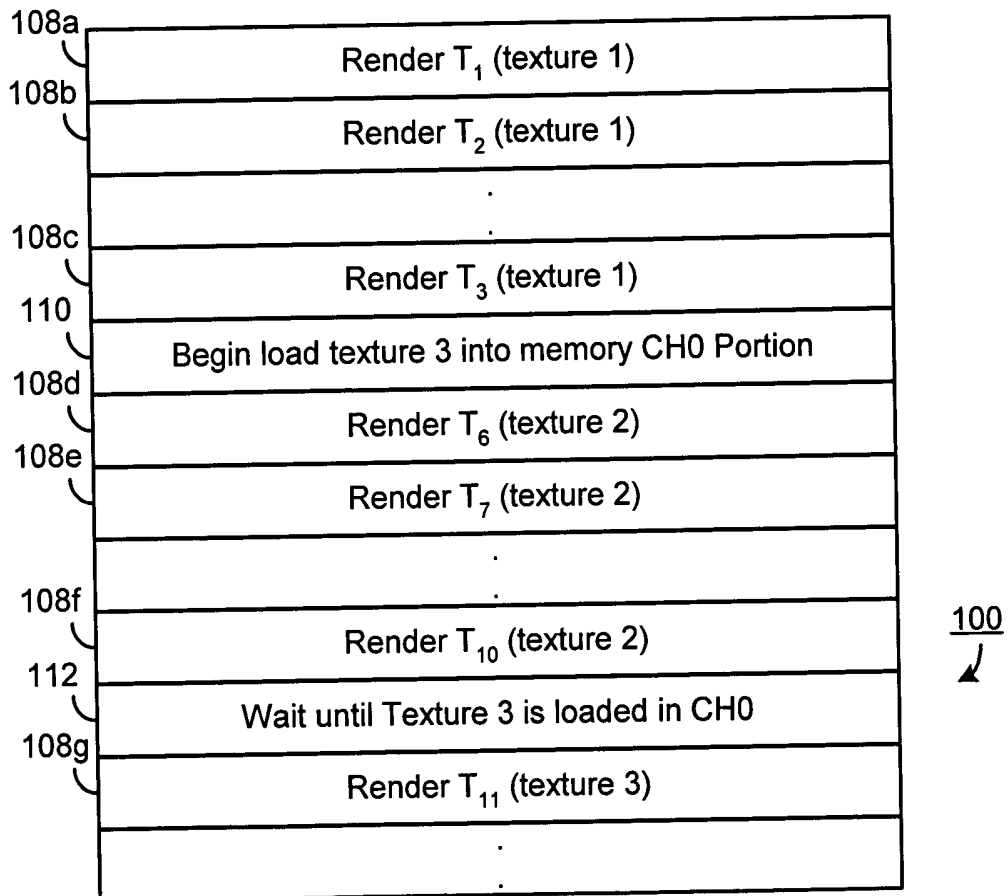 108a
Render T1 (texture 1)
108b
Render T2 (texture 1)
.
108c
Render T3 (texture 1)
110
Begin load texture 3 into memory CH0 Portion
108d
Render T6 (texture 2)
108e
Render T7 (texture 2)
.
108f
Render T10 (texture 2)
100
112
Wait until Texture 3 is loaded in CH0
108g
Render T11 (texture 3)
.
.